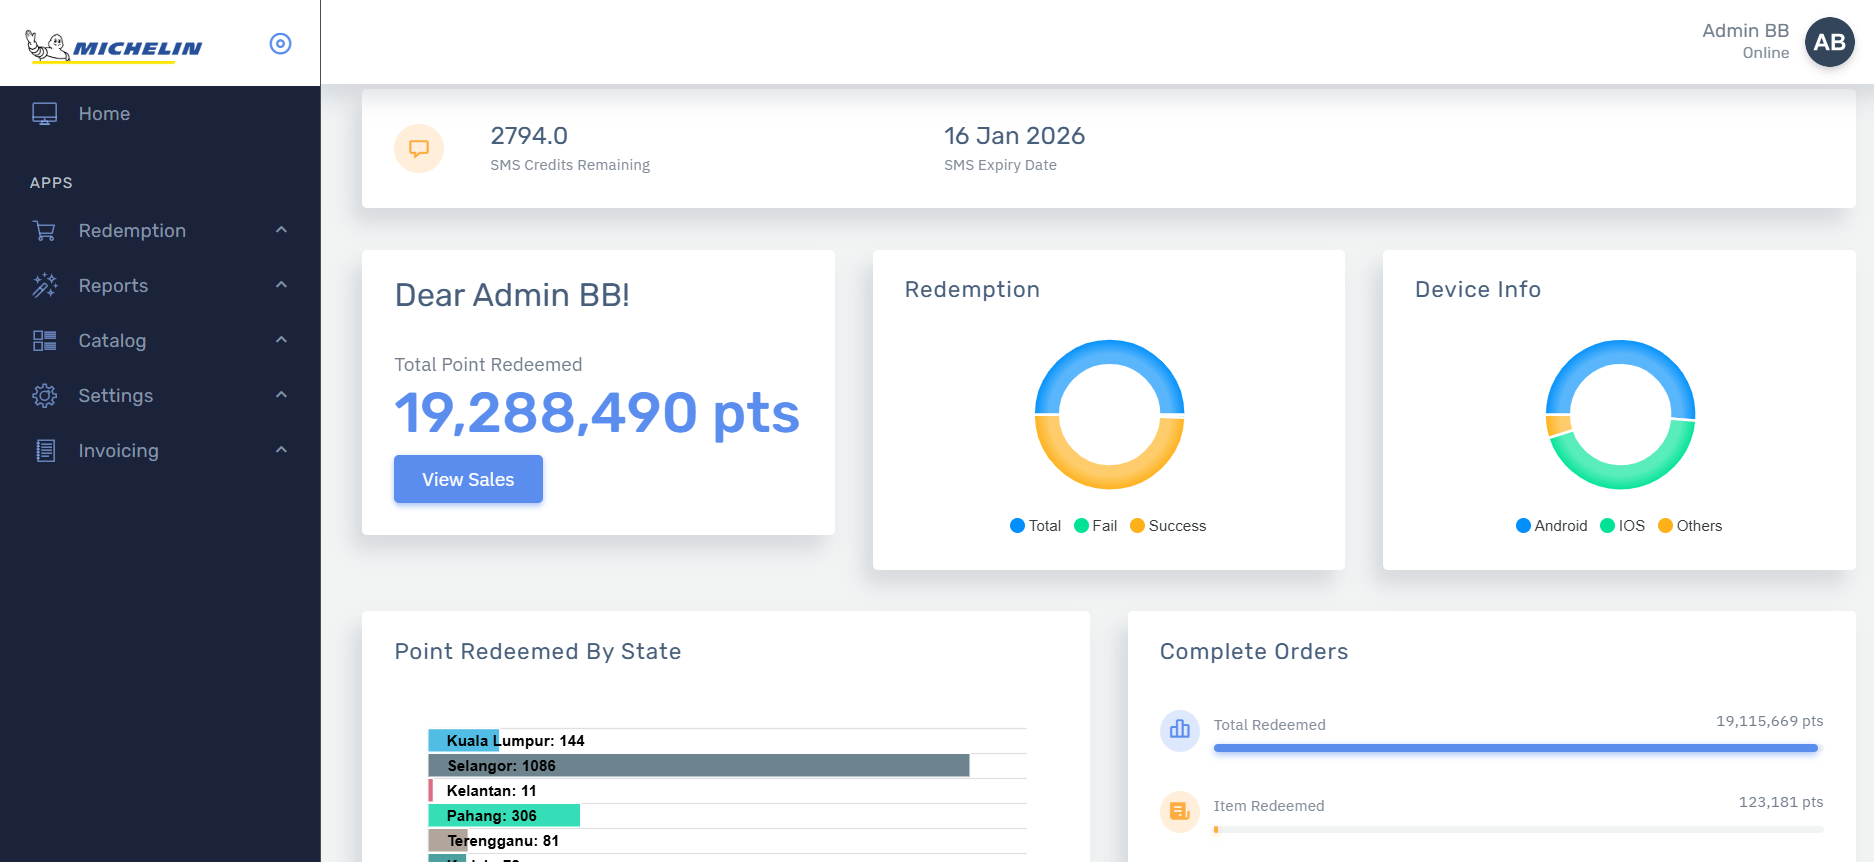 MICHELIN
Admin BB
Online
AB
Home
APPS
Redemption
Reports
Catalog
Settings
Invoicing
2794.0
SMS Credits Remaining
16 Jan 2026
SMS Expiry Date
Dear Admin BB!
Total Point Redeemed
19,288,490 pts
View Sales
Redemption
Total Fail Success
Device Info
Android IOS Others
Point Redeemed By State
Kuala Lumpur: 144
Selangor: 1086
Kelantan: 11
Pahang: 306
Terengganu: 81
Complete Orders
Total Redeemed
19,115,669 pts
Item Redeemed
123,181 pts